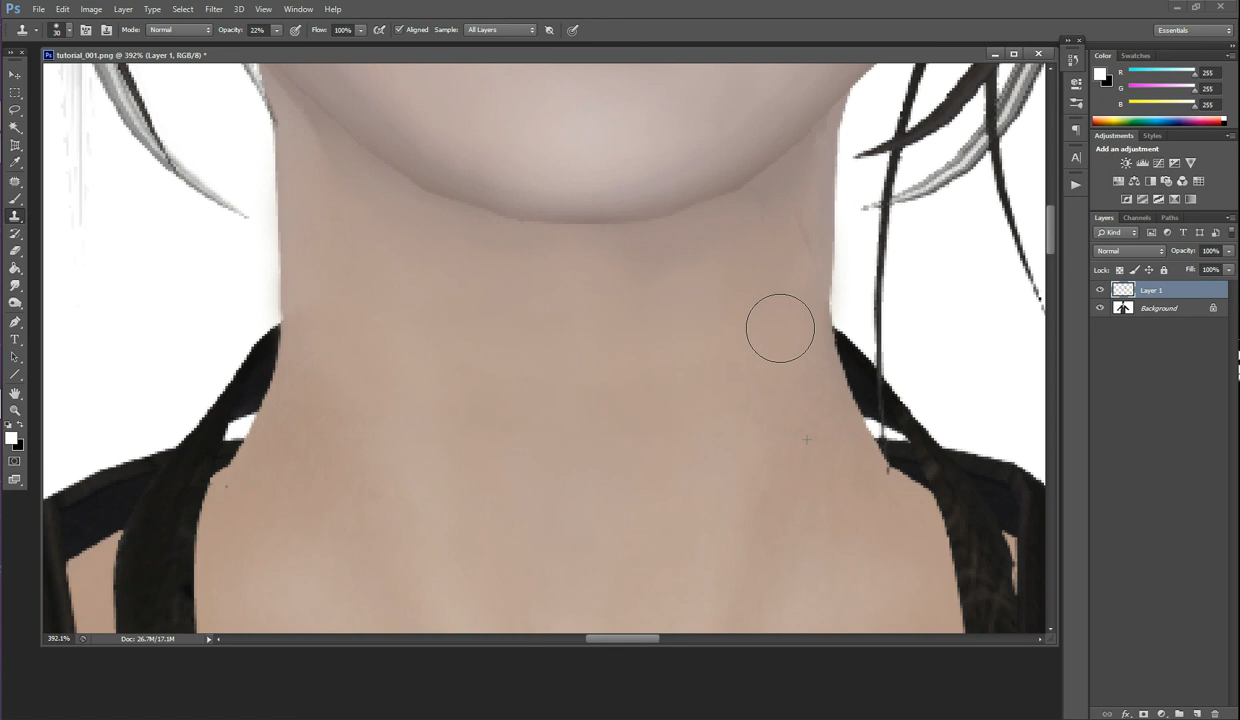 Ps File Edit Image Layer Type Select Filter 3D View Window Help
30 Mode: Normal Opacity: 22% Flow: 100% Aligned Sample: All Layers Essentials
tutorial_001.png @ 392% (Layer 1, RGB/8) *
Color Swatches
R 255
G 255
B 255
Adjustments Styles
Add an adjustment
Layers Channels Paths
Kind
Normal Opacity: 100%
Lock: Fill: 100%
Layer 1
Background
392.1% Doc: 26.7M/17.1M